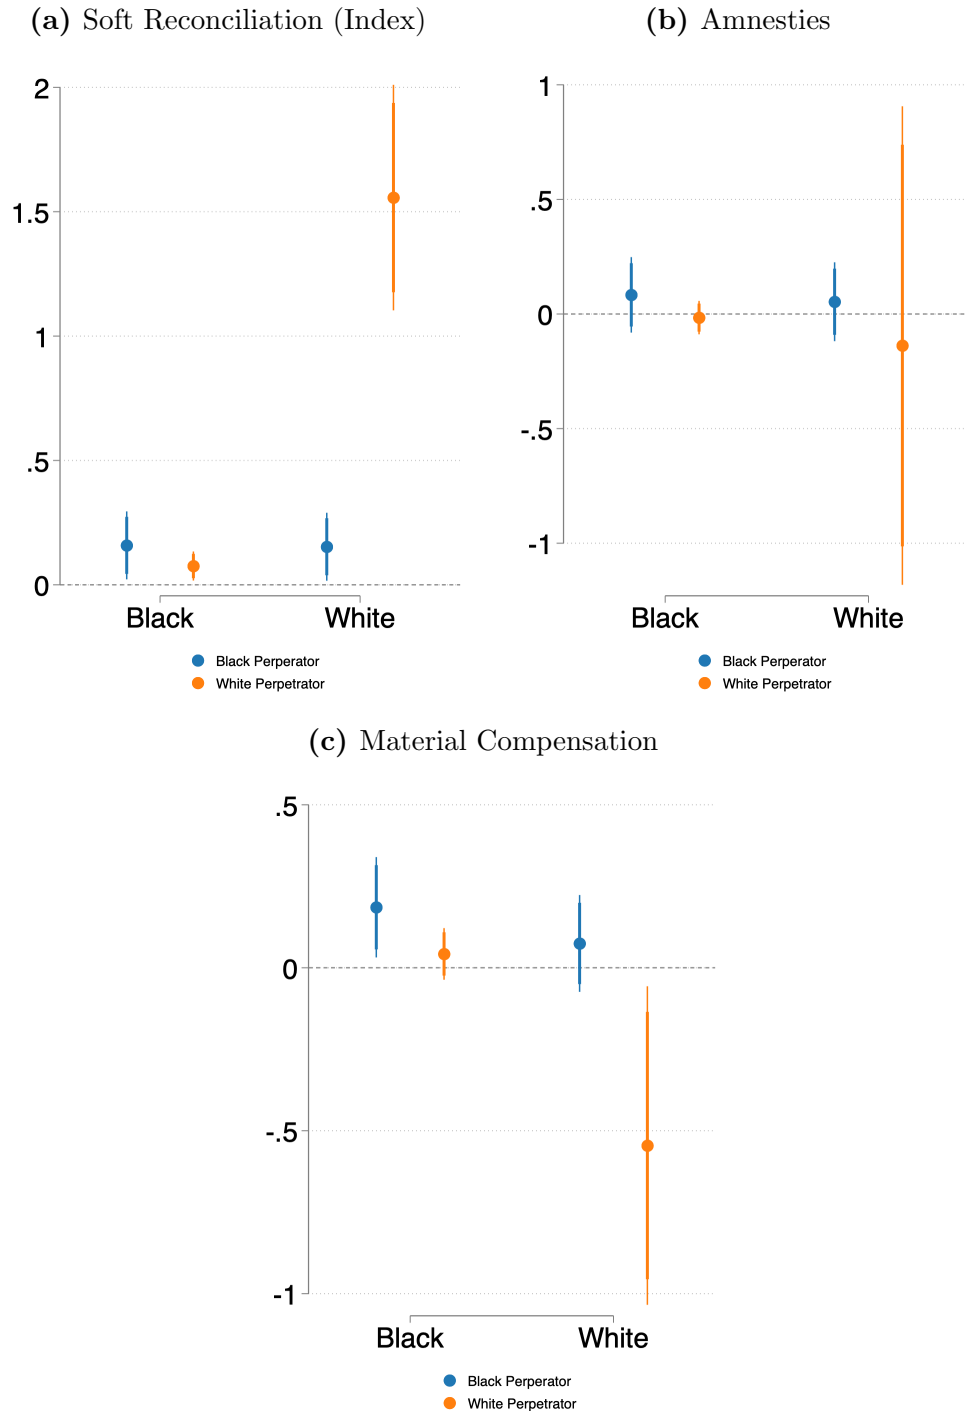 (a) Soft Reconciliation (Index)
2
1.5
1
.5
0
Black White
Black Perperator
White Perpetrator
(b) Amnesties
1
.5
0
-.5
-1
Black White
Black Perperator
White Perpetrator
(c) Material Compensation
.5
0
-.5
-1
Black White
Black Perperator
White Perpetrator